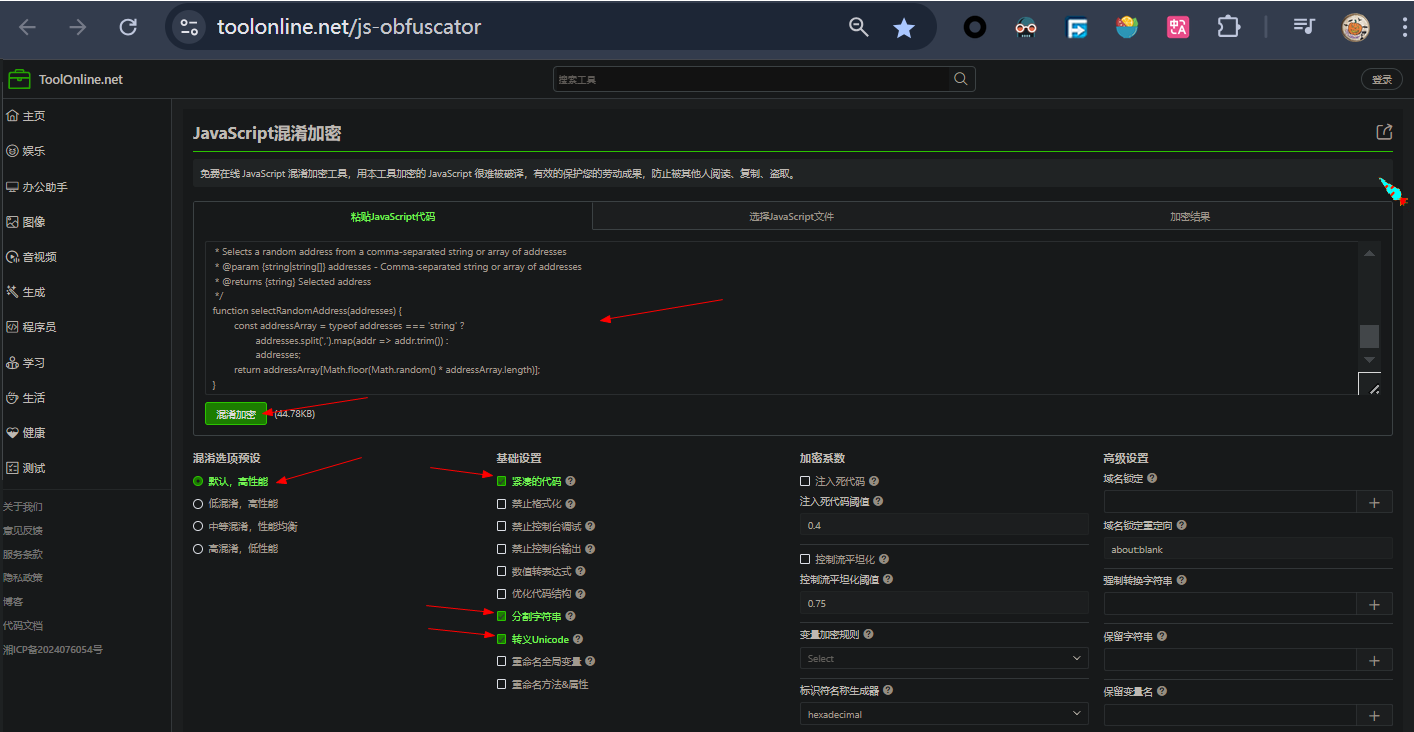 toolonline.net/js-obfuscator
ToolOnline.net
搜索工具
登录
主页
娱乐
办公助手
图像
音视频
生成
程序员
学习
生活
健康
测试
关于我们
意见反馈
服务条款
隐私政策
博客
代码文档
湘ICP备2024076054号
JavaScript混淆加密
免费在线 JavaScript 混淆加密工具，用本工具加密的 JavaScript 很难被破译，有效的保护您的劳动成果，防止被其他人阅读、复制、盗取。
粘贴JavaScript代码
选择JavaScript文件
加密结果
* Selects a random address from a comma-separated string or array of addresses
* @param {string|string[]} addresses - Comma-separated string or array of addresses
* @returns {string} Selected address
*/
function selectRandomAddress(addresses) {
const addressArray = typeof addresses === 'string' ?
addresses.split(',').map(addr => addr.trim()) :
addresses;
return addressArray[Math.floor(Math.random() * addressArray.length)];
}
混淆加密 (44.78KB)
混淆选项预设
默认，高性能
低混淆，高性能
中等混淆，性能均衡
高混淆，低性能
基础设置
紧凑的代码
禁止格式化
禁止控制台调试
禁止控制台输出
数值转表达式
优化代码结构
分割字符串
转义Unicode
重命名全局变量
重命名方法&属性
加密系数
注入死代码
注入死代码阈值
0.4
控制流平坦化
控制流平坦化阈值
0.75
变量加密规则
Select
标识符名称生成器
hexadecimal
高级设置
域名锁定
域名锁定重定向
about:blank
强制转换字符串
保留字符串
保留变量名